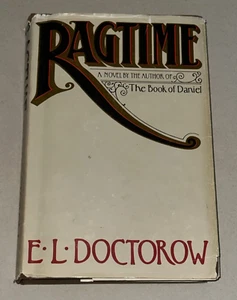 RAGTIME
A NOVEL BY THE AUTHOR OF
The Book of Daniel
E·L·DOCTOROW